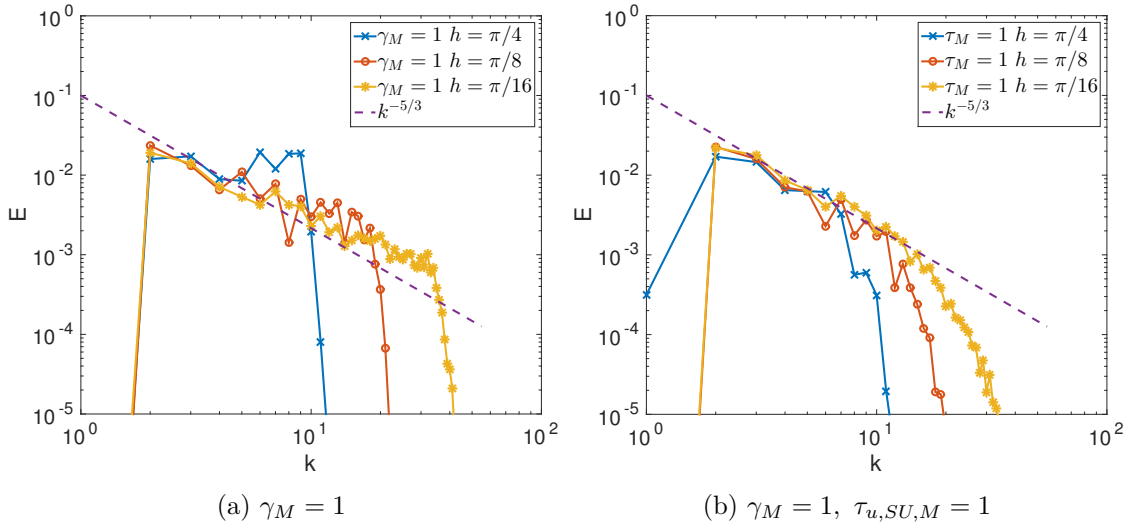 10^0
10^-1
10^-2
10^-3
10^-4
10^-5
E
γ_M = 1 h = π/4
γ_M = 1 h = π/8
γ_M = 1 h = π/16
k^{-5/3}
10^0 10^1 10^2
k
(a) γ_M = 1
10^0
10^-1
10^-2
10^-3
10^-4
10^-5
E
τ_M = 1 h = π/4
τ_M = 1 h = π/8
τ_M = 1 h = π/16
k^{-5/3}
10^0 10^1 10^2
k
(b) γ_M = 1, τ_{u,SU,M} = 1